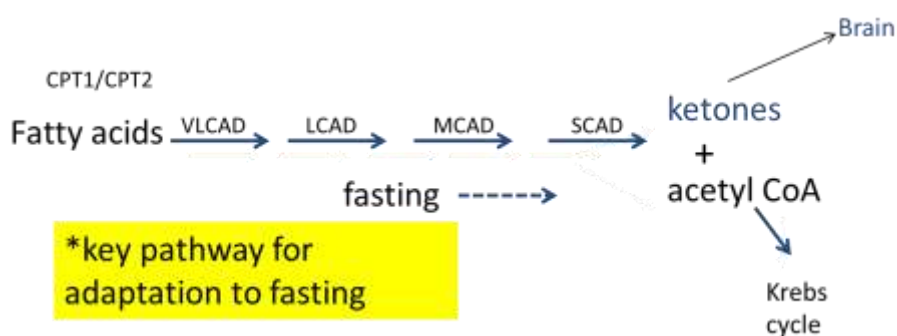 Brain
CPT1/CPT2
ketones
Fatty acids VLCAD LCAD MCAD SCAD
+
fasting
acetyl CoA
*key pathway for
adaptation to fasting
Krebs
cycle